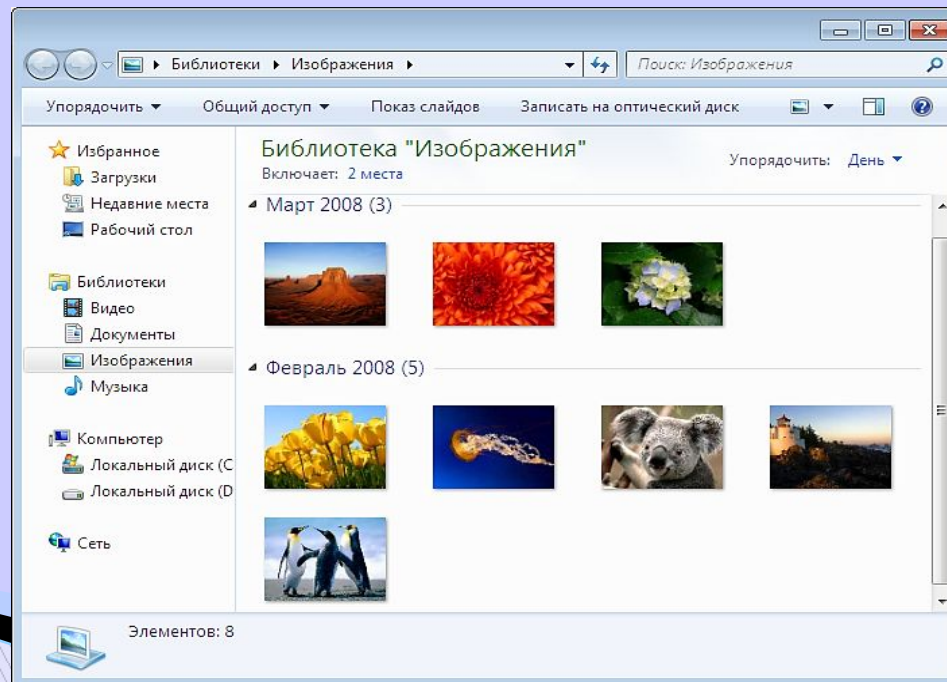 Библиотеки Изображения
Поиск: Изображения
Упорядочить Общий доступ Показ слайдов Записать на оптический диск
Избранное
Загрузки
Недавние места
Рабочий стол
Библиотеки
Видео
Документы
Изображения
Музыка
Компьютер
Локальный диск (C
Локальный диск (D
Сеть
Библиотека "Изображения"
Включает: 2 места
Упорядочить: День
Март 2008 (3)
Февраль 2008 (5)
Элементов: 8